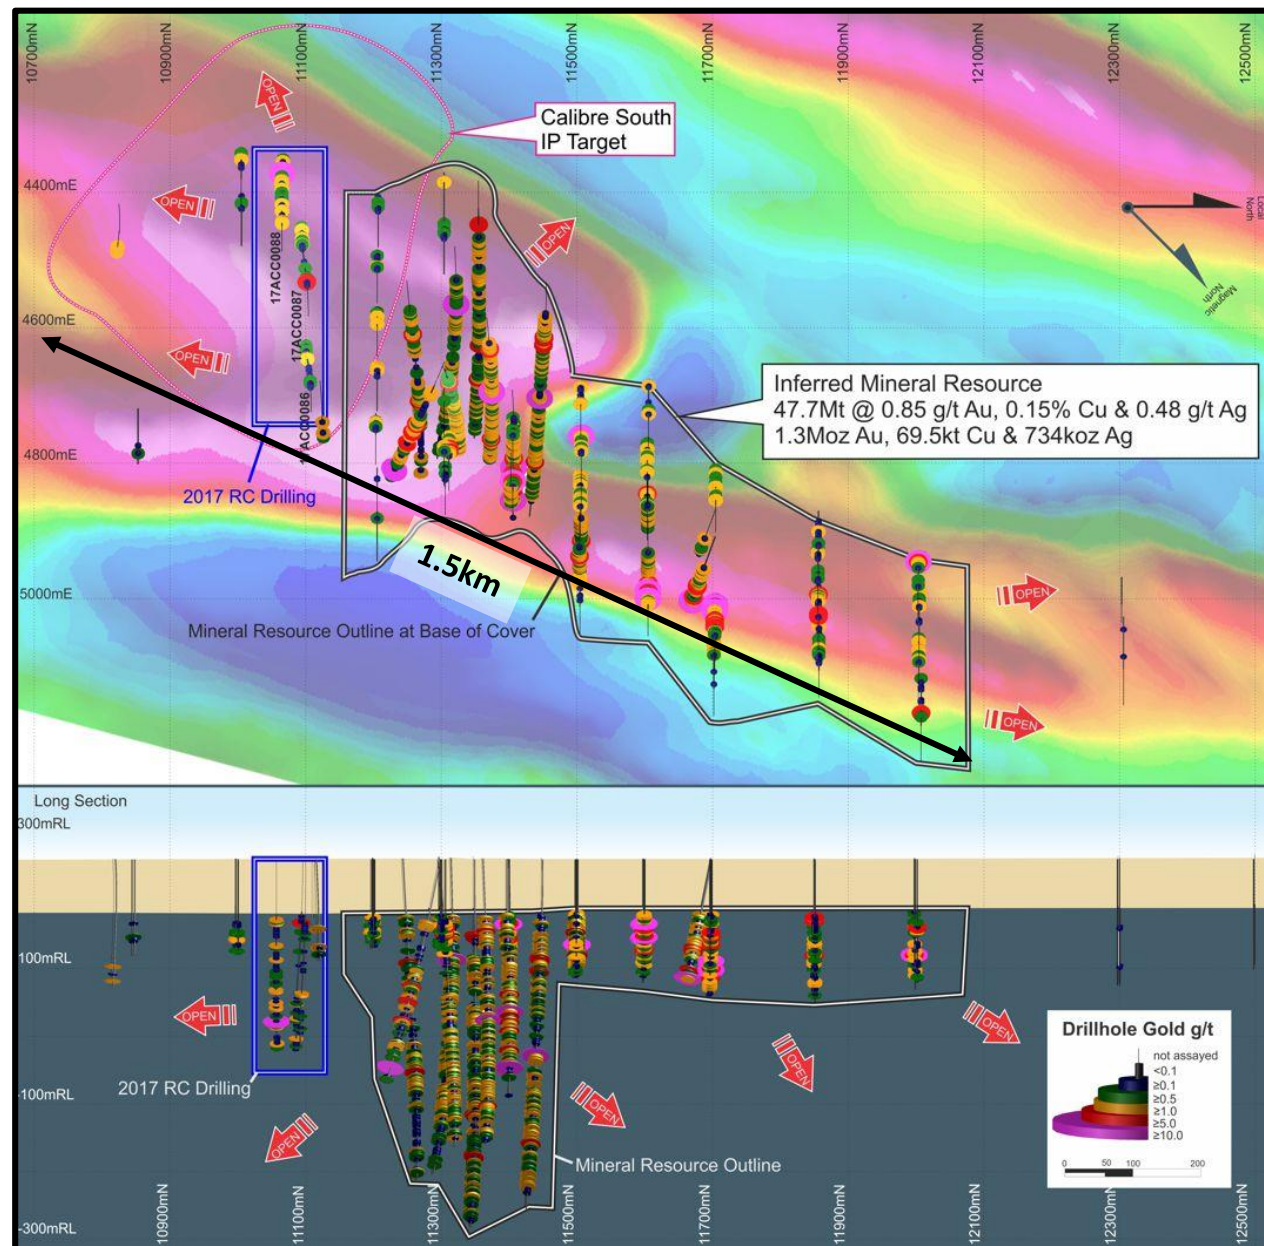 10700mN
10900mN
11100mN
11300mN
11500mN
11700mN
11900mN
12100mN
12300mN
12500mN
OPEN
Calibre South
IP Target
4400mE
OPEN
OPEN
Local
North
Magnetic
North
17ACC0088
17ACC0087
17ACC0086
4600mE
OPEN
Inferred Mineral Resource
47.7Mt @ 0.85 g/t Au, 0.15% Cu & 0.48 g/t Ag
1.3Moz Au, 69.5kt Cu & 734koz Ag
4800mE
2017 RC Drilling
1.5km
5000mE
OPEN
Mineral Resource Outline at Base of Cover
OPEN
Long Section
300mRL
100mRL
OPEN
OPEN
OPEN
2017 RC Drilling
-100mRL
OPEN
OPEN
Mineral Resource Outline
Drillhole Gold g/t
not assayed
<0.1
≥0.1
≥0.5
≥1.0
≥5.0
≥10.0
0 50 100 200
-300mRL
10900mN
11100mN
11300mN
11500mN
11700mN
11900mN
12100mN
12300mN
12500mN